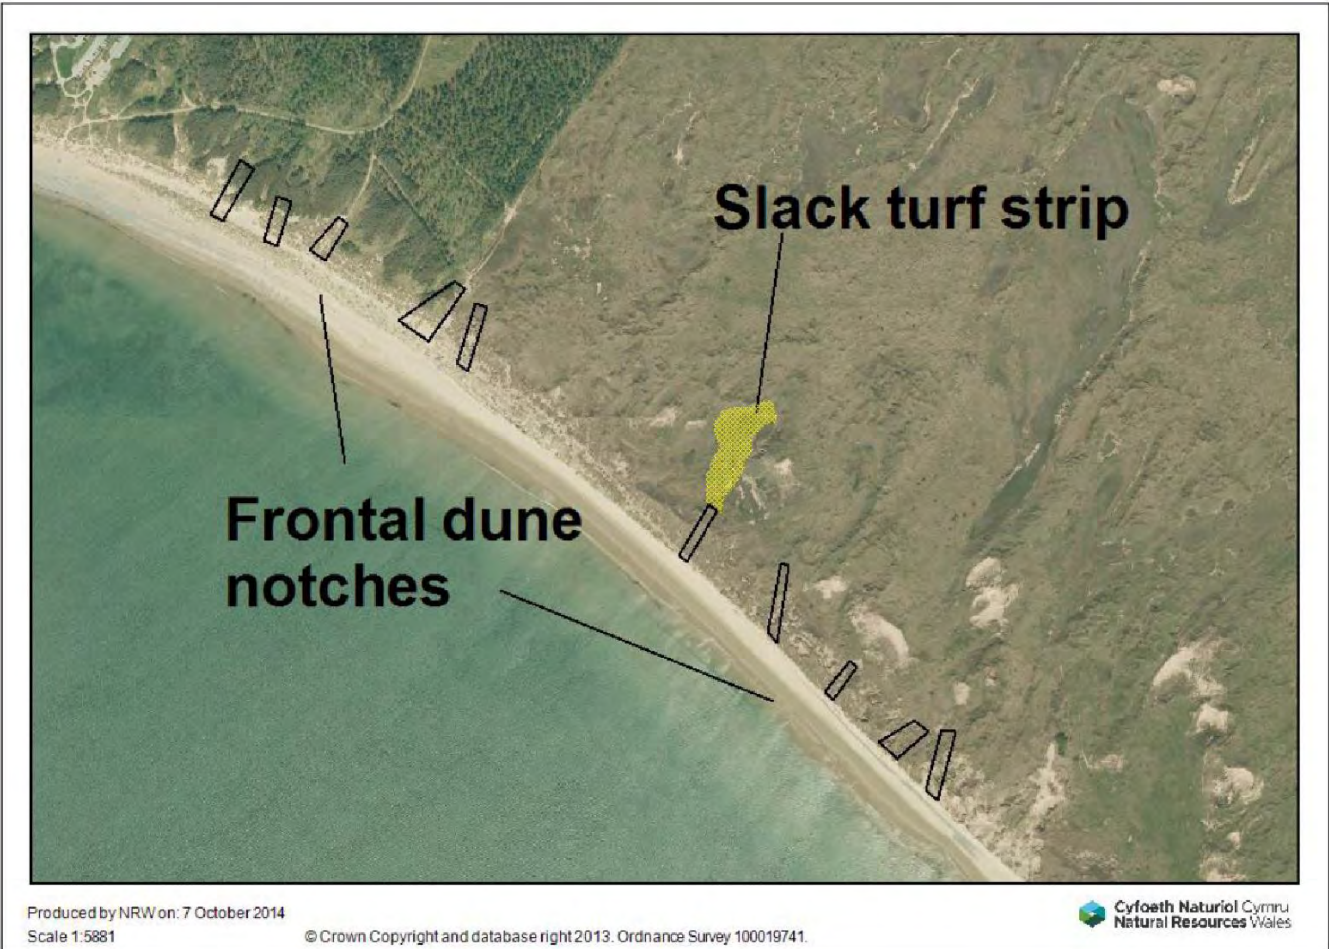 Slack turf strip
Frontal dune
notches
Produced by NRW on: 7 October 2014
Scale 1:5881
© Crown Copyright and database right 2013. Ordnance Survey 100019741.
Cyfoeth Naturiol Cymru
Natural Resources Wales